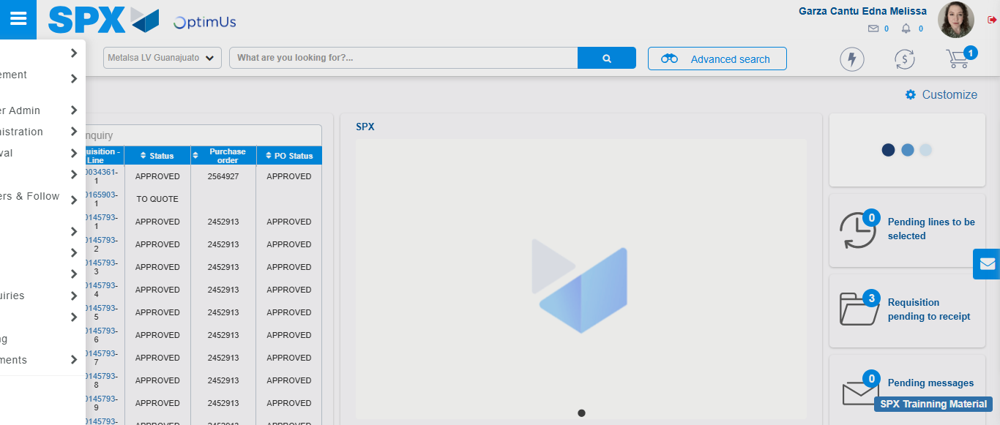 SPX
OptimUs
Garza Cantu Edna Melissa
0
0
Metalsa LV Guanajuato
What are you looking for?...
Advanced search
$
1
Customize
ement
er Admin
nistration
val
ers & Follow
uiries
ng
ments
nquiry
uisition - Line
Status
Purchase order
PO Status
0034361-1 APPROVED 2564927 APPROVED
0165903-1 TO QUOTE
0145793-1 APPROVED 2452913 APPROVED
0145793-2 APPROVED 2452913 APPROVED
0145793-3 APPROVED 2452913 APPROVED
0145793-4 APPROVED 2452913 APPROVED
0145793-5 APPROVED 2452913 APPROVED
0145793-6 APPROVED 2452913 APPROVED
0145793-7 APPROVED 2452913 APPROVED
0145793-8 APPROVED 2452913 APPROVED
0145793-9 APPROVED 2452913 APPROVED
0145793- APPROVED 2452913 APPROVED
SPX
0
Pending lines to be
selected
3
Requisition
pending to receipt
0
Pending messages
SPX Trainning Material